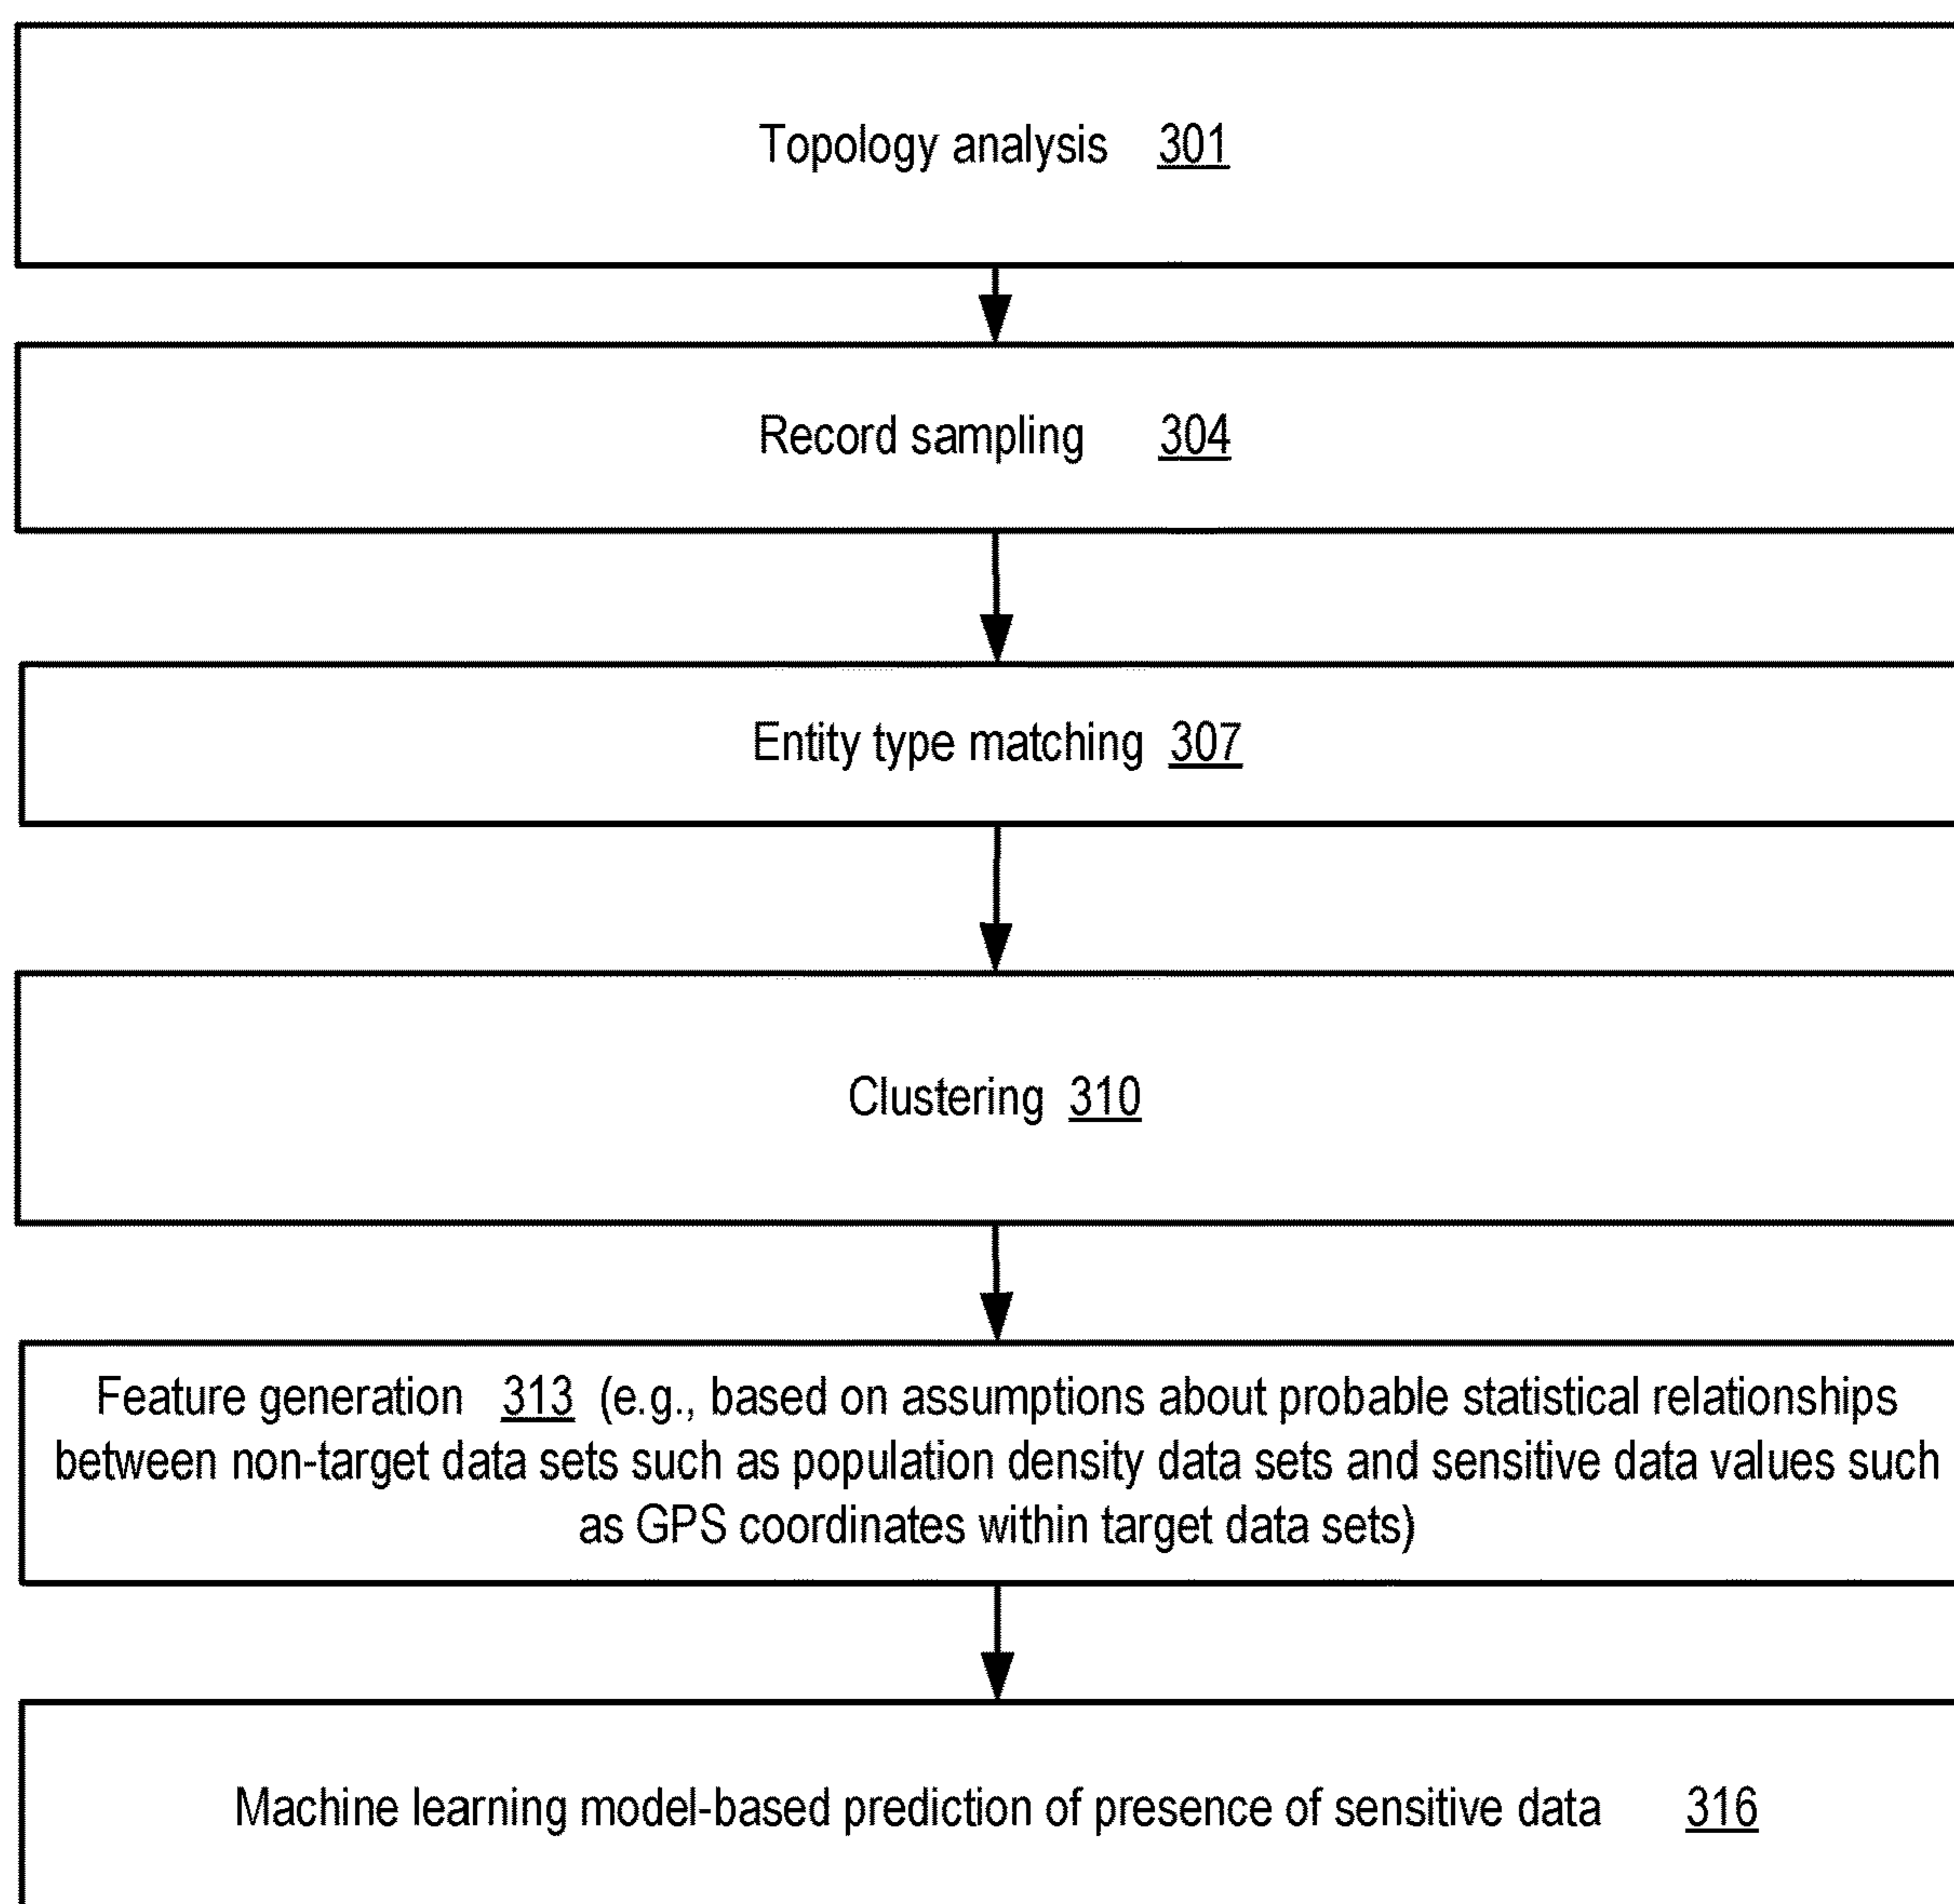 Topology analysis 301
Record sampling 304
Entity type matching 307
Clustering 310
Feature generation 313 (e.g., based on assumptions about probable statistical relationships
between non-target data sets such as population density data sets and sensitive data values such
as GPS coordinates within target data sets)
Machine learning model-based prediction of presence of sensitive data 316